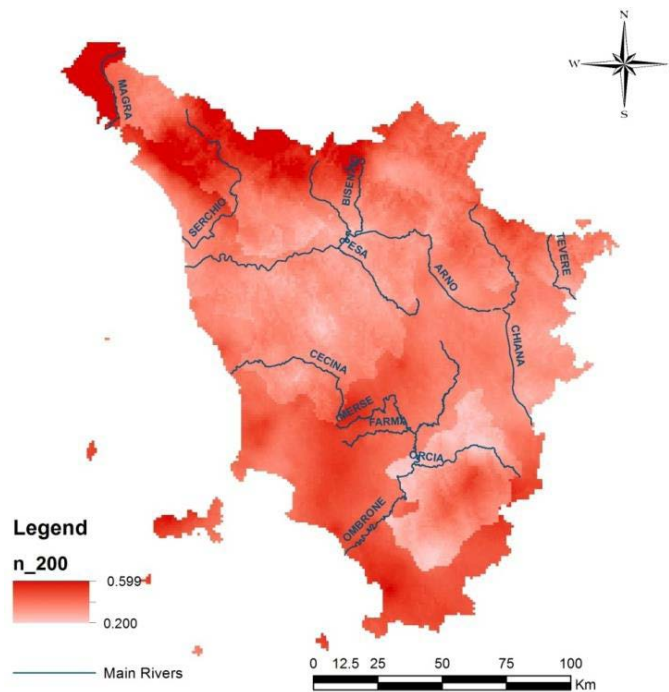 N
W
E
S
MAGRA
SERCHIO
BISENZIO
PESA
ARNO
TEVERE
CHIANA
CECINA
MERSE
FARMA
ORCIA
OMBRONE
Legend
n_200
0.599
0.200
Main Rivers
0 12.5 25 50 75 100
Km